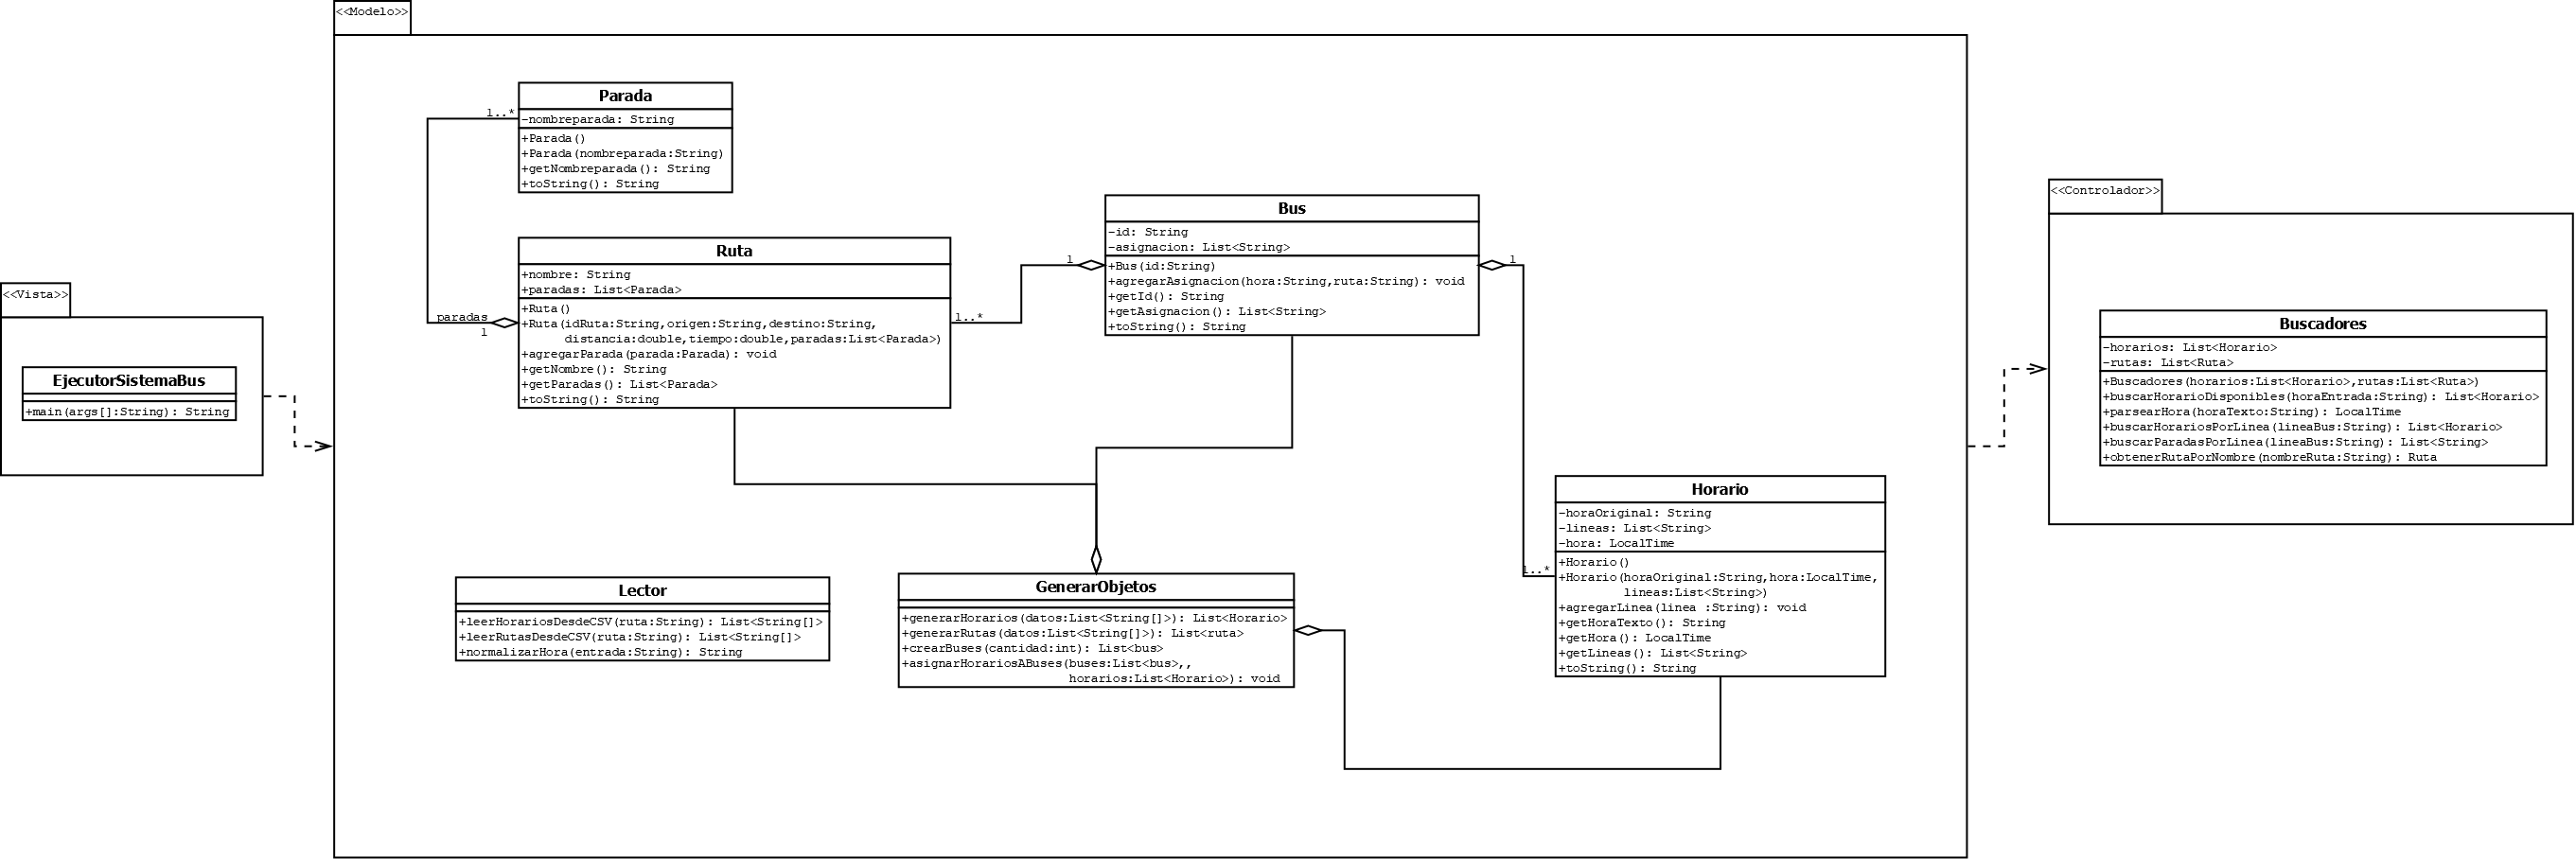 <<Vista>>
EjecutorSistemaBus
+main(args[]:String): String
<<Modelo>>
Parada
-nombreparada: String
+Parada()
+Parada(nombreparada:String)
+getNombreparada(): String
+toString(): String
1..*
paradas
1
Ruta
+nombre: String
+paradas: List<Parada>
+Ruta()
+Ruta(idRuta:String,origen:String,destino:String,
distancia:double,tiempo:double,paradas:List<Parada>)
+agregarParada(parada:Parada): void
+getNombre(): String
+getParadas(): List<Parada>
+toString(): String
1..*
1
Bus
-id: String
-asignacion: List<String>
+Bus(id:String)
+agregarAsignacion(hora:String,ruta:String): void
+getId(): String
+getAsignacion(): List<String>
+toString(): String
1
1..*
Horario
-horaOriginal: String
-lineas: List<String>
-hora: LocalTime
+Horario()
+Horario(horaOriginal:String,hora:LocalTime,
lineas:List<String>)
+agregarLinea(linea :String): void
+getHoraTexto(): String
+getHora(): LocalTime
+getLineas(): List<String>
+toString(): String
Lector
+leerHorariosDesdeCSV(ruta:String): List<String[]>
+leerRutasDesdeCSV(ruta:String): List<String[]>
+normalizarHora(entrada:String): String
GenerarObjetos
+generarHorarios(datos:List<String[]>): List<Horario>
+generarRutas(datos:List<String[]>): List<ruta>
+crearBuses(cantidad:int): List<bus>
+asignarHorariosABuses(buses:List<bus>,,
horarios:List<Horario>): void
<<Controlador>>
Buscadores
-horarios: List<Horario>
-rutas: List<Ruta>
+Buscadores(horarios:List<Horario>,rutas:List<Ruta>)
+buscarHorarioDisponibles(horaEntrada:String): List<Horario>
+parsearHora(horaTexto:String): LocalTime
+buscarHorariosPorLinea(lineaBus:String): List<Horario>
+buscarParadasPorLinea(lineaBus:String): List<String>
+obtenerRutaPorNombre(nombreRuta:String): Ruta